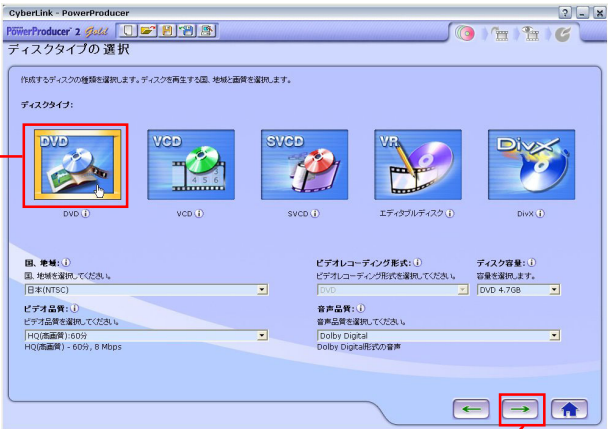 CyberLink - PowerProducer
PowerProducer 2 Gold
ディスクタイプの選択
作成するディスクの種類を選択します。ディスクを再生する国、地域と画質を選択します。
ディスクタイプ:
DVD
VCD
4 5 6
SVCD
VR
DivX
DVD
VCD
SVCD
エディタブルディスク
DivX
国、地域:
国、地域を選択してください。
日本(NTSC)
ビデオレコーディング形式:
ビデオレコーディング形式を選択してください。
DVD
ディスク容量:
容量を選択します。
DVD 4.7GB
ビデオ品質:
ビデオ品質を選択してください。
HQ(高画質):60分
HQ(高画質) - 60分, 8 Mbps
音声品質:
音声品質を選択してください。
Dolby Digital
Dolby Digital形式の音声